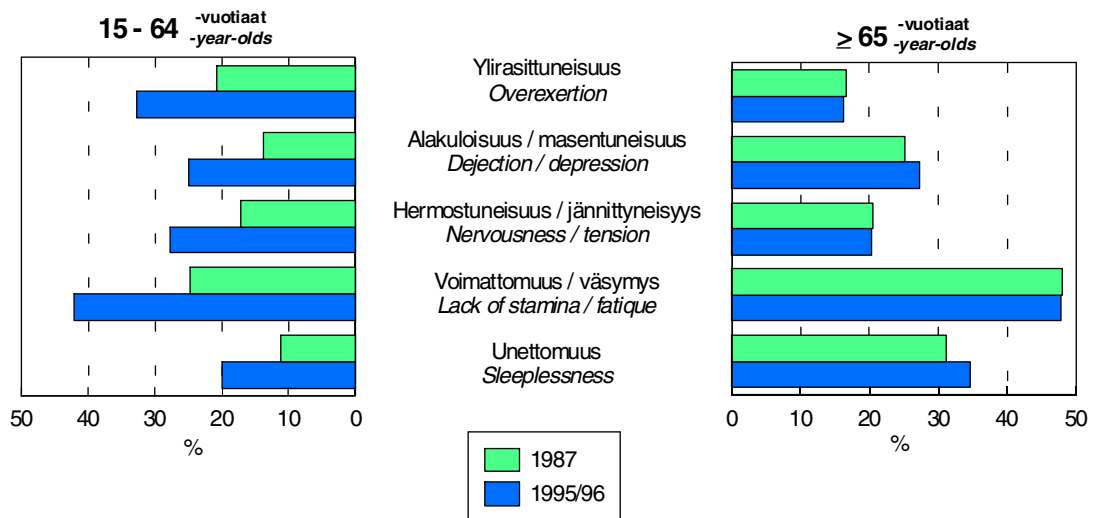 15 - 64 -vuotiaat
-year-olds
≥ 65 -vuotiaat
-year-olds
Ylirasittuneisuus
Overexertion
Alakuloisuus / masentuneisuus
Dejection / depression
Hermostuneisuus / jännittyneisyys
Nervousness / tension
Voimattomuus / väsymys
Lack of stamina / fatique
Unettomuus
Sleeplessness
50 40 30 20 10 0
%
0 10 20 30 40 50
%
1987
1995/96